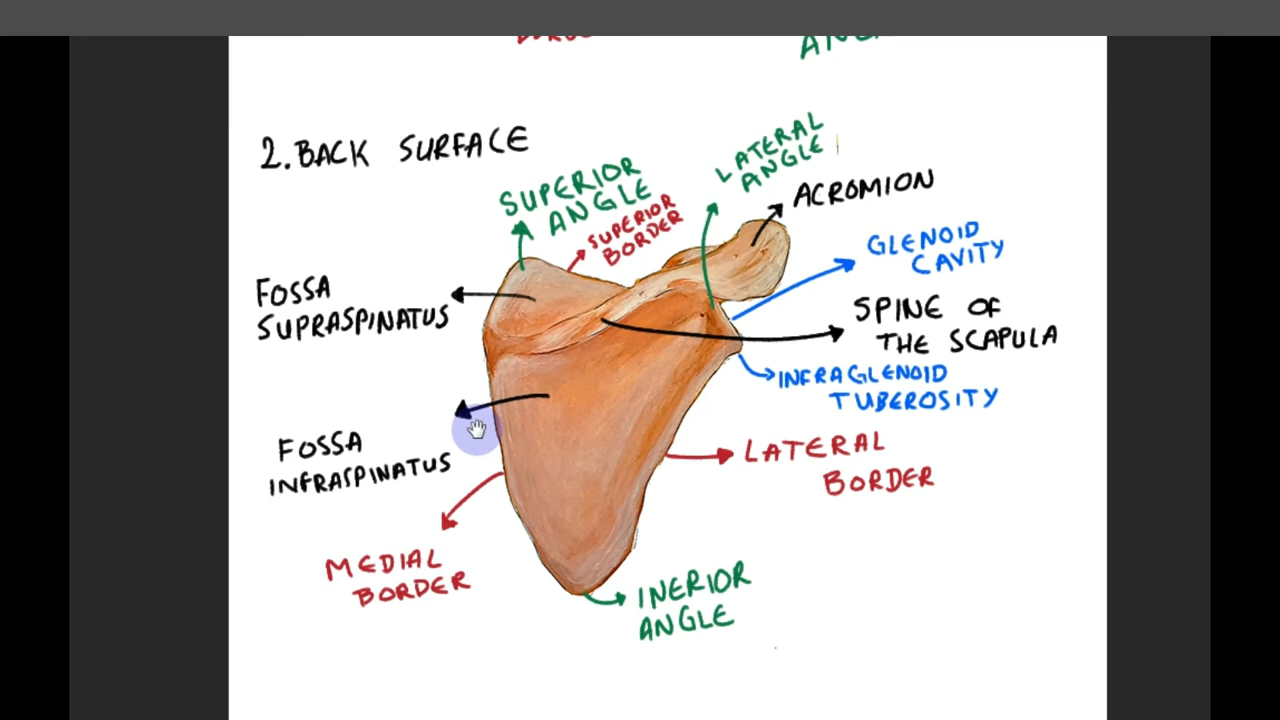 2. BACK SURFACE
SUPERIOR
ANGLE
SUPERIOR
BORDER
LATERAL
ANGLE
ACROMION
GLENOID
CAVITY
FOSSA
SUPRASPINATUS
SPINE OF
THE SCAPULA
INFRAGLENOID
TUBEROSITY
FOSSA
INFRASPINATUS
LATERAL
BORDER
MEDIAL
BORDER
INERIOR
ANGLE